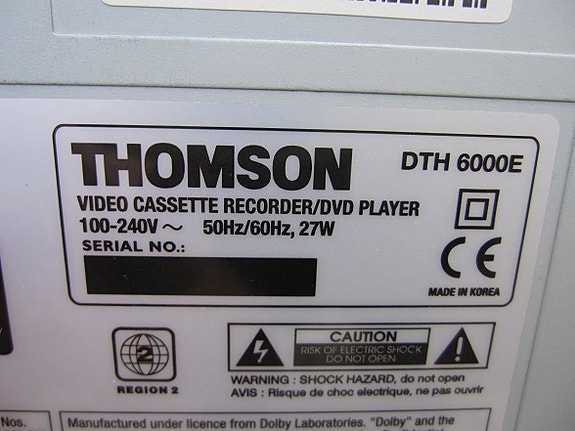 THOMSON
DTH 6000E
VIDEO CASSETTE RECORDER/DVD PLAYER
100-240V ~ 50Hz/60Hz, 27W
SERIAL NO.:
CE
MADE IN KOREA
2
REGION 2
CAUTION
RISK OF ELECTRIC SHOCK
DO NOT OPEN
WARNING : SHOCK HAZARD, do not open
AVIS : Risque de choc electrique, ne pas ouvrir
Nos.
Manufactured under licence from Dolby Laboratories. "Dolby" and the